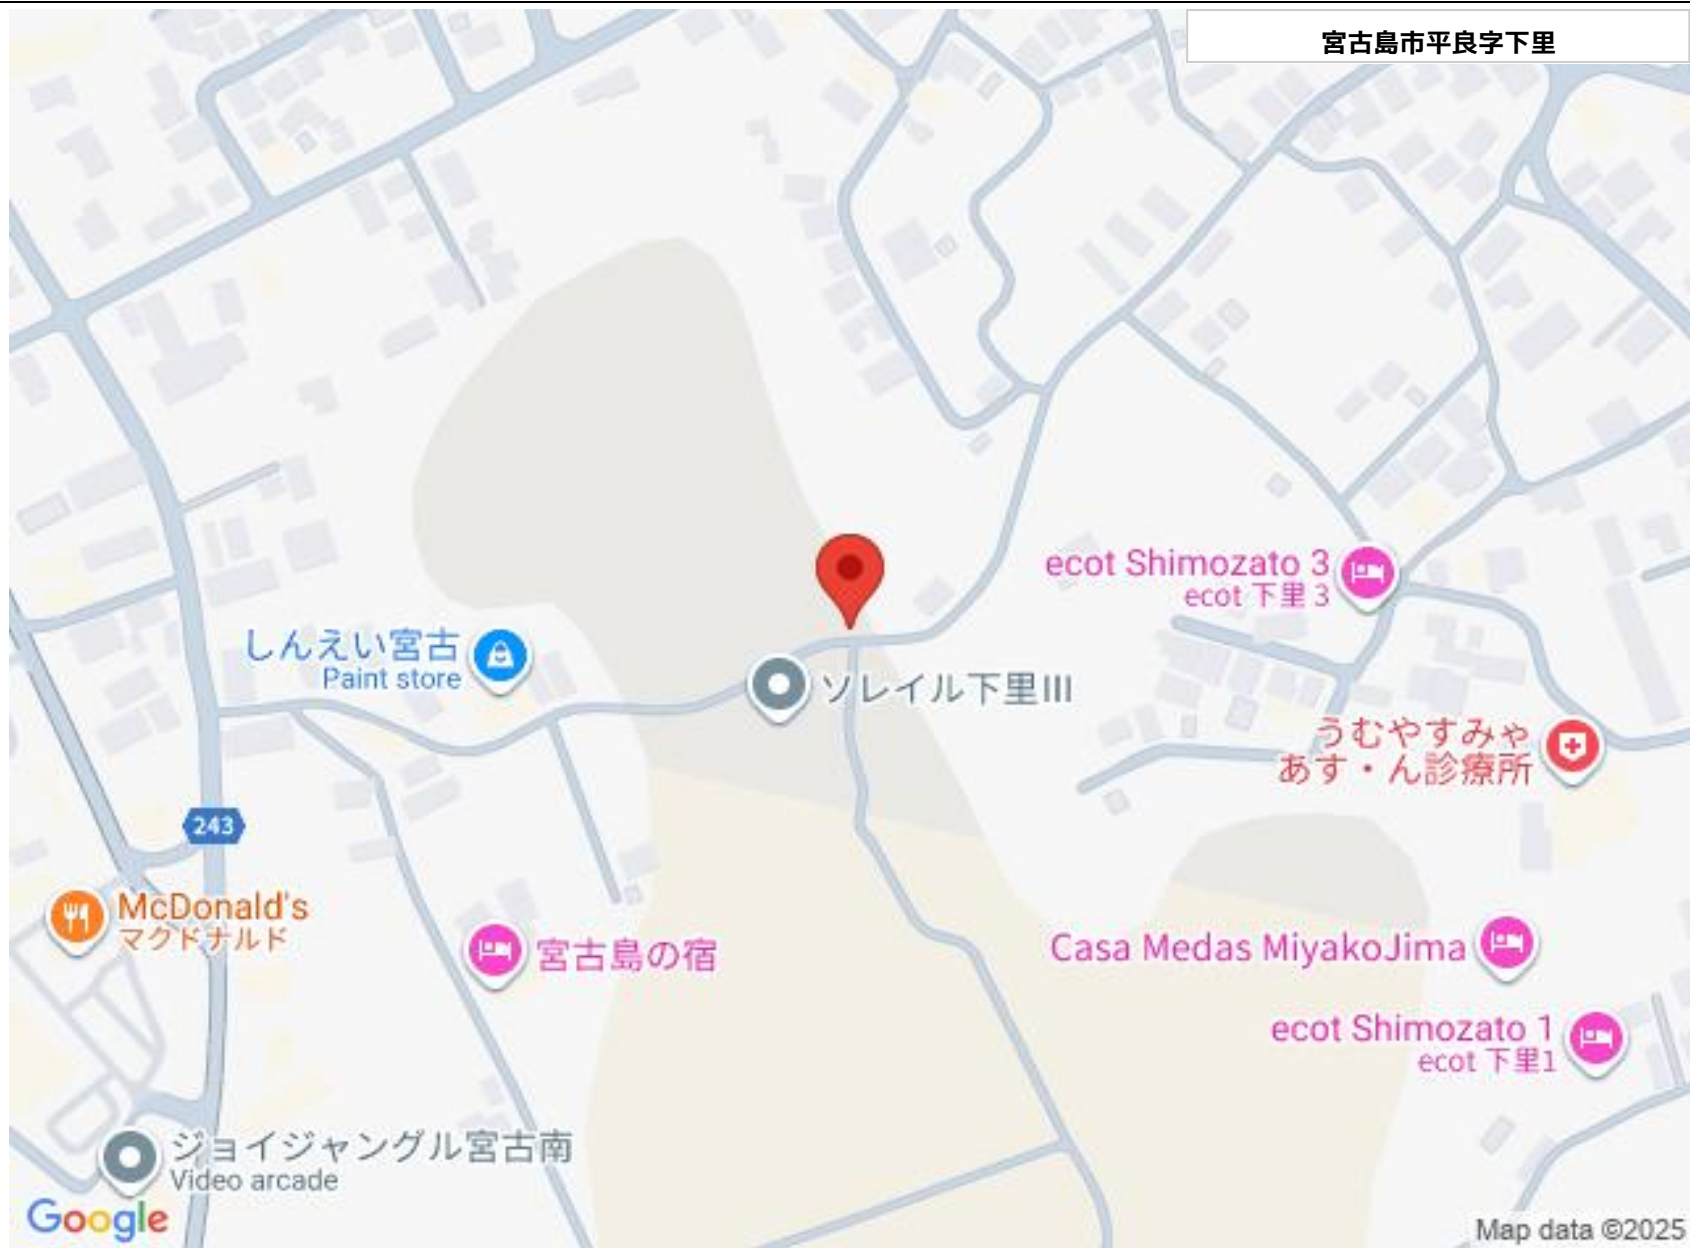 宮古島市平良字下里
ecot Shimozato 3
ecot 下里 3
しんえい宮古
Paint store
ソレイル下里III
うむやすみゃ
あす・ん診療所
243
McDonald's
マクドナルド
宮古島の宿
Casa Medas MiyakoJima
ecot Shimozato 1
ecot 下里1
ジョイジャングル宮古南
Video arcade
Google
Map data ©2025